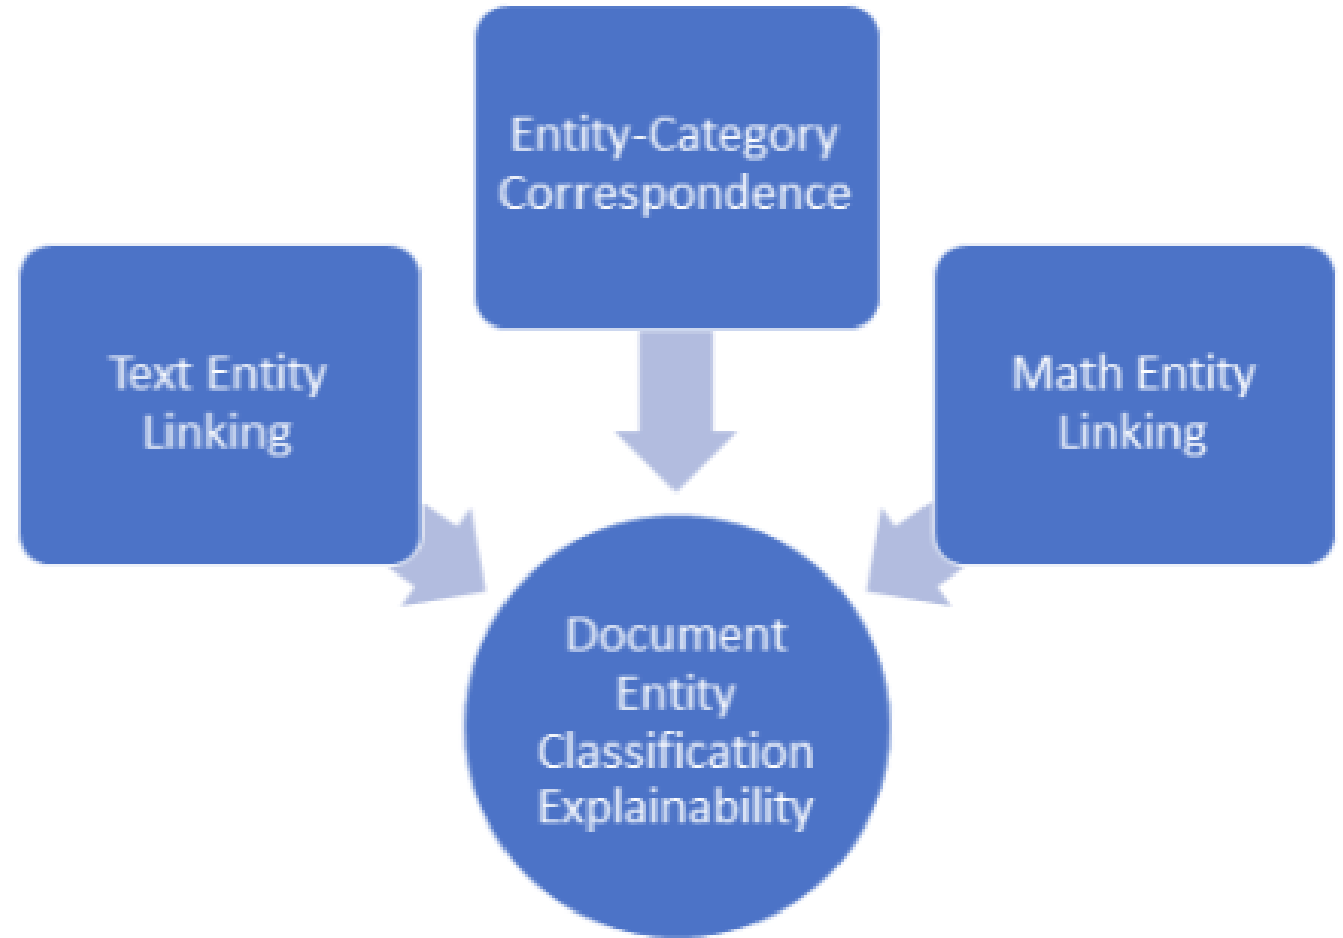 Entity-Category
Correspondence
Text Entity
Linking
Math Entity
Linking
Document
Entity
Classification
Explainability